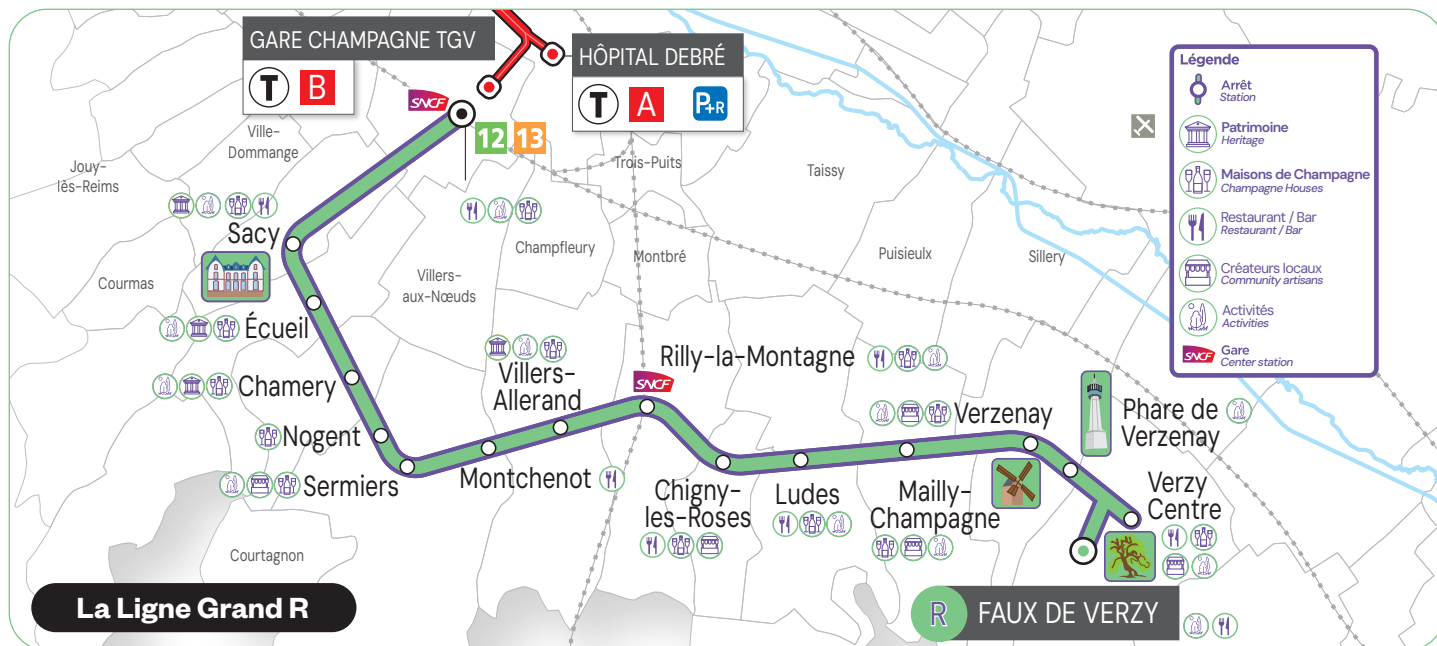 GARE CHAMPAGNE TGV
T B
SNCF
HÔPITAL DEBRÉ
T A P+R
12 13
Légende
Arrêt
Station
Patrimoine
Heritage
Maisons de Champagne
Champagne Houses
Restaurant / Bar
Restaurant / Bar
Créateurs locaux
Community artisans
Activités
Activities
SNCF
Gare
Center station
Ville-
Dommange
Jouy-
lès-Reims
Trois-Puits
Taissy
Sacy
Champfleury
Montbré
Puisieulx
Sillery
Courmas
Villers-
aux-Nœuds
Écueil
Chamery
Nogent
Sermiers
Villers-
Allerand
Montchenot
SNCF
Rilly-la-Montagne
Chigny-
les-Roses
Ludes
Mailly-
Champagne
Verzenay
Phare de
Verzenay
Verzy
Centre
Courtagnon
La Ligne Grand R
R FAUX DE VERZY